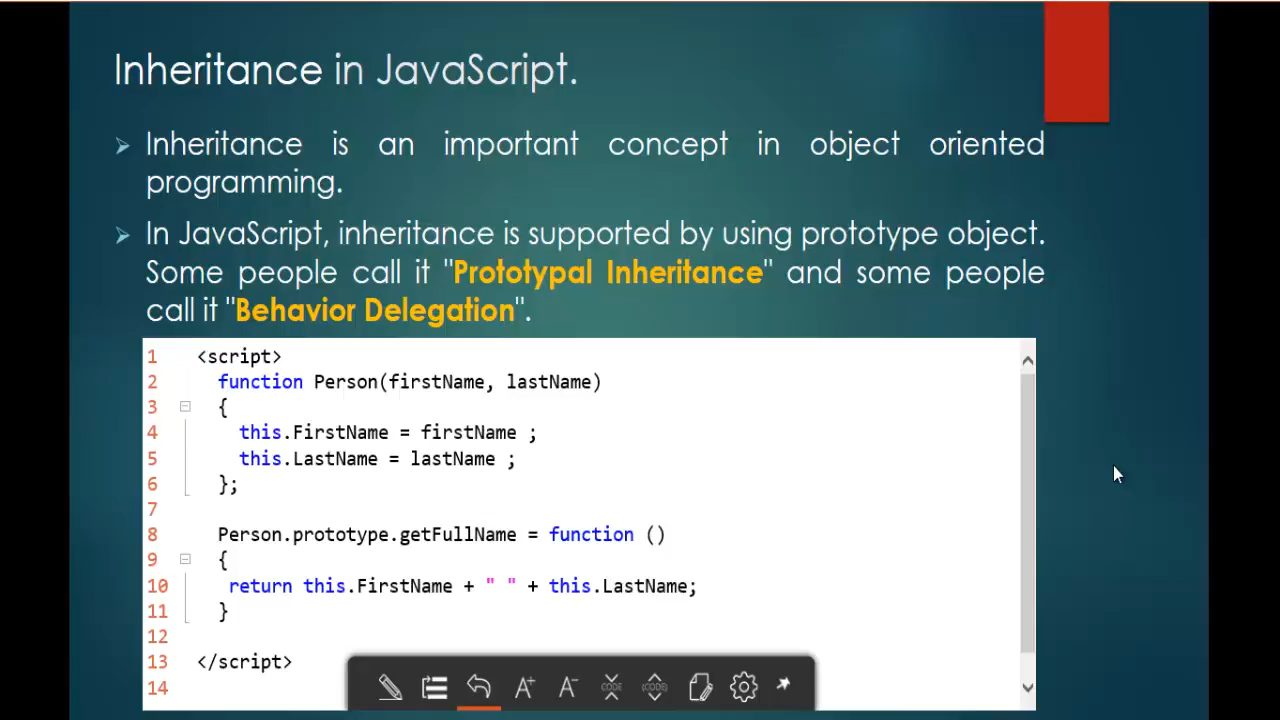 Inheritance in JavaScript.
Inheritance is an important concept in object oriented
programming.
In JavaScript, inheritance is supported by using prototype object.
Some people call it "Prototypal Inheritance" and some people
call it "Behavior Delegation".
1 <script>
2 function Person(firstName, lastName)
3 {
4 this.FirstName = firstName ;
5 this.LastName = lastName ;
6 };
7
8 Person.prototype.getFullName = function ()
9 {
10 return this.FirstName + " " + this.LastName;
11 }
12
13 </script>
14
A+ A- CODE (CODE)